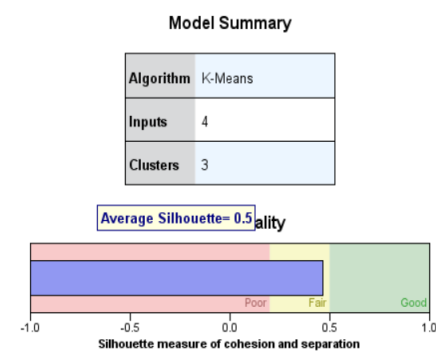 Model Summary
Algorithm K-Means
Inputs 4
Clusters 3
Average Silhouette= 0.5
ality
Poor Fair Good
-1.0 -0.5 0.0 0.5 1.0
Silhouette measure of cohesion and separation